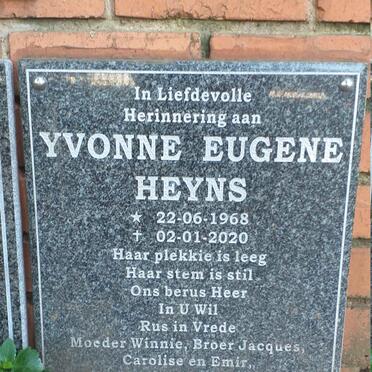 In Liefdevolle
Herinnering aan
YVONNE EUGENE
HEYNS
★ 22-06-1968
✝ 02-01-2020
Haar plekkie is leeg
Haar stem is stil
Ons berus Heer
In U Wil
Rus in Vrede
Moeder Winnie, Broer Jacques,
Carolise en Emir,